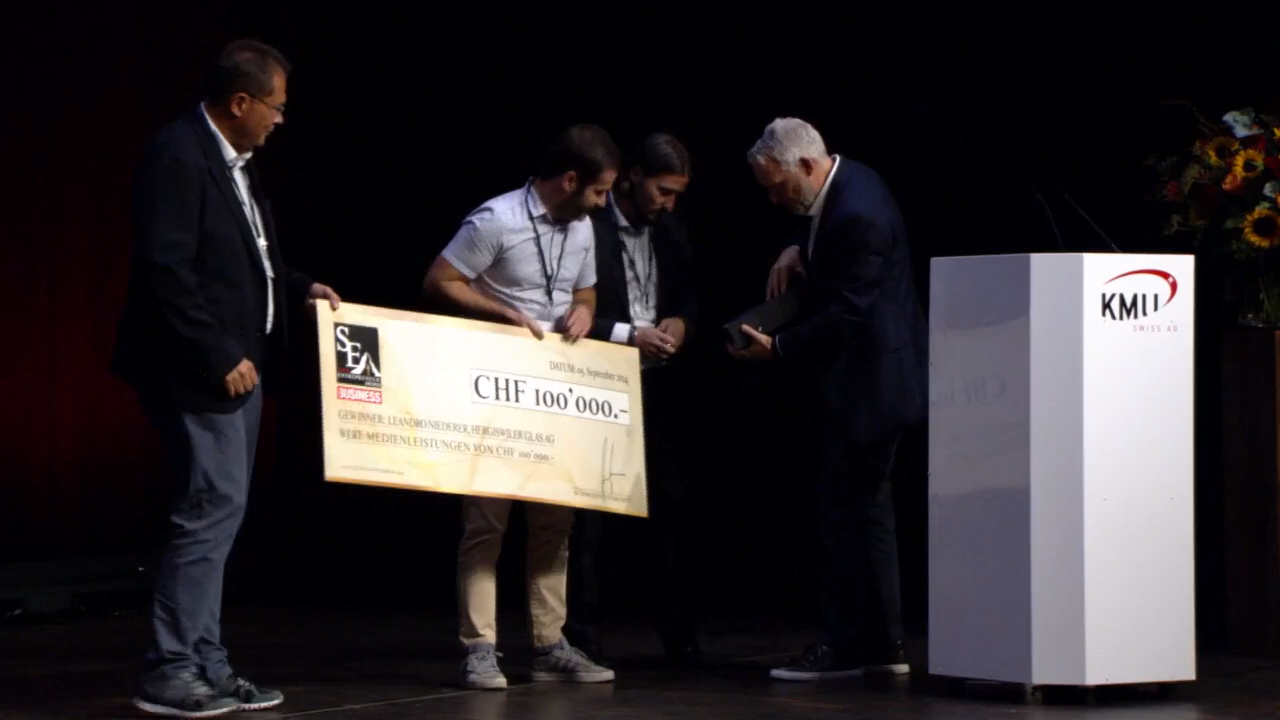 SEA
ENTREPRENEUR
BUSINESS
DATUM: 05. September 2024
CHF 100'000.-
GEWINNER: LEANDRO NIEDERER, HERGISWILER GLAS AG
WERT: MEDIENLEISTUNGEN VON CHF 100'000.-
KMU
SWISS AG